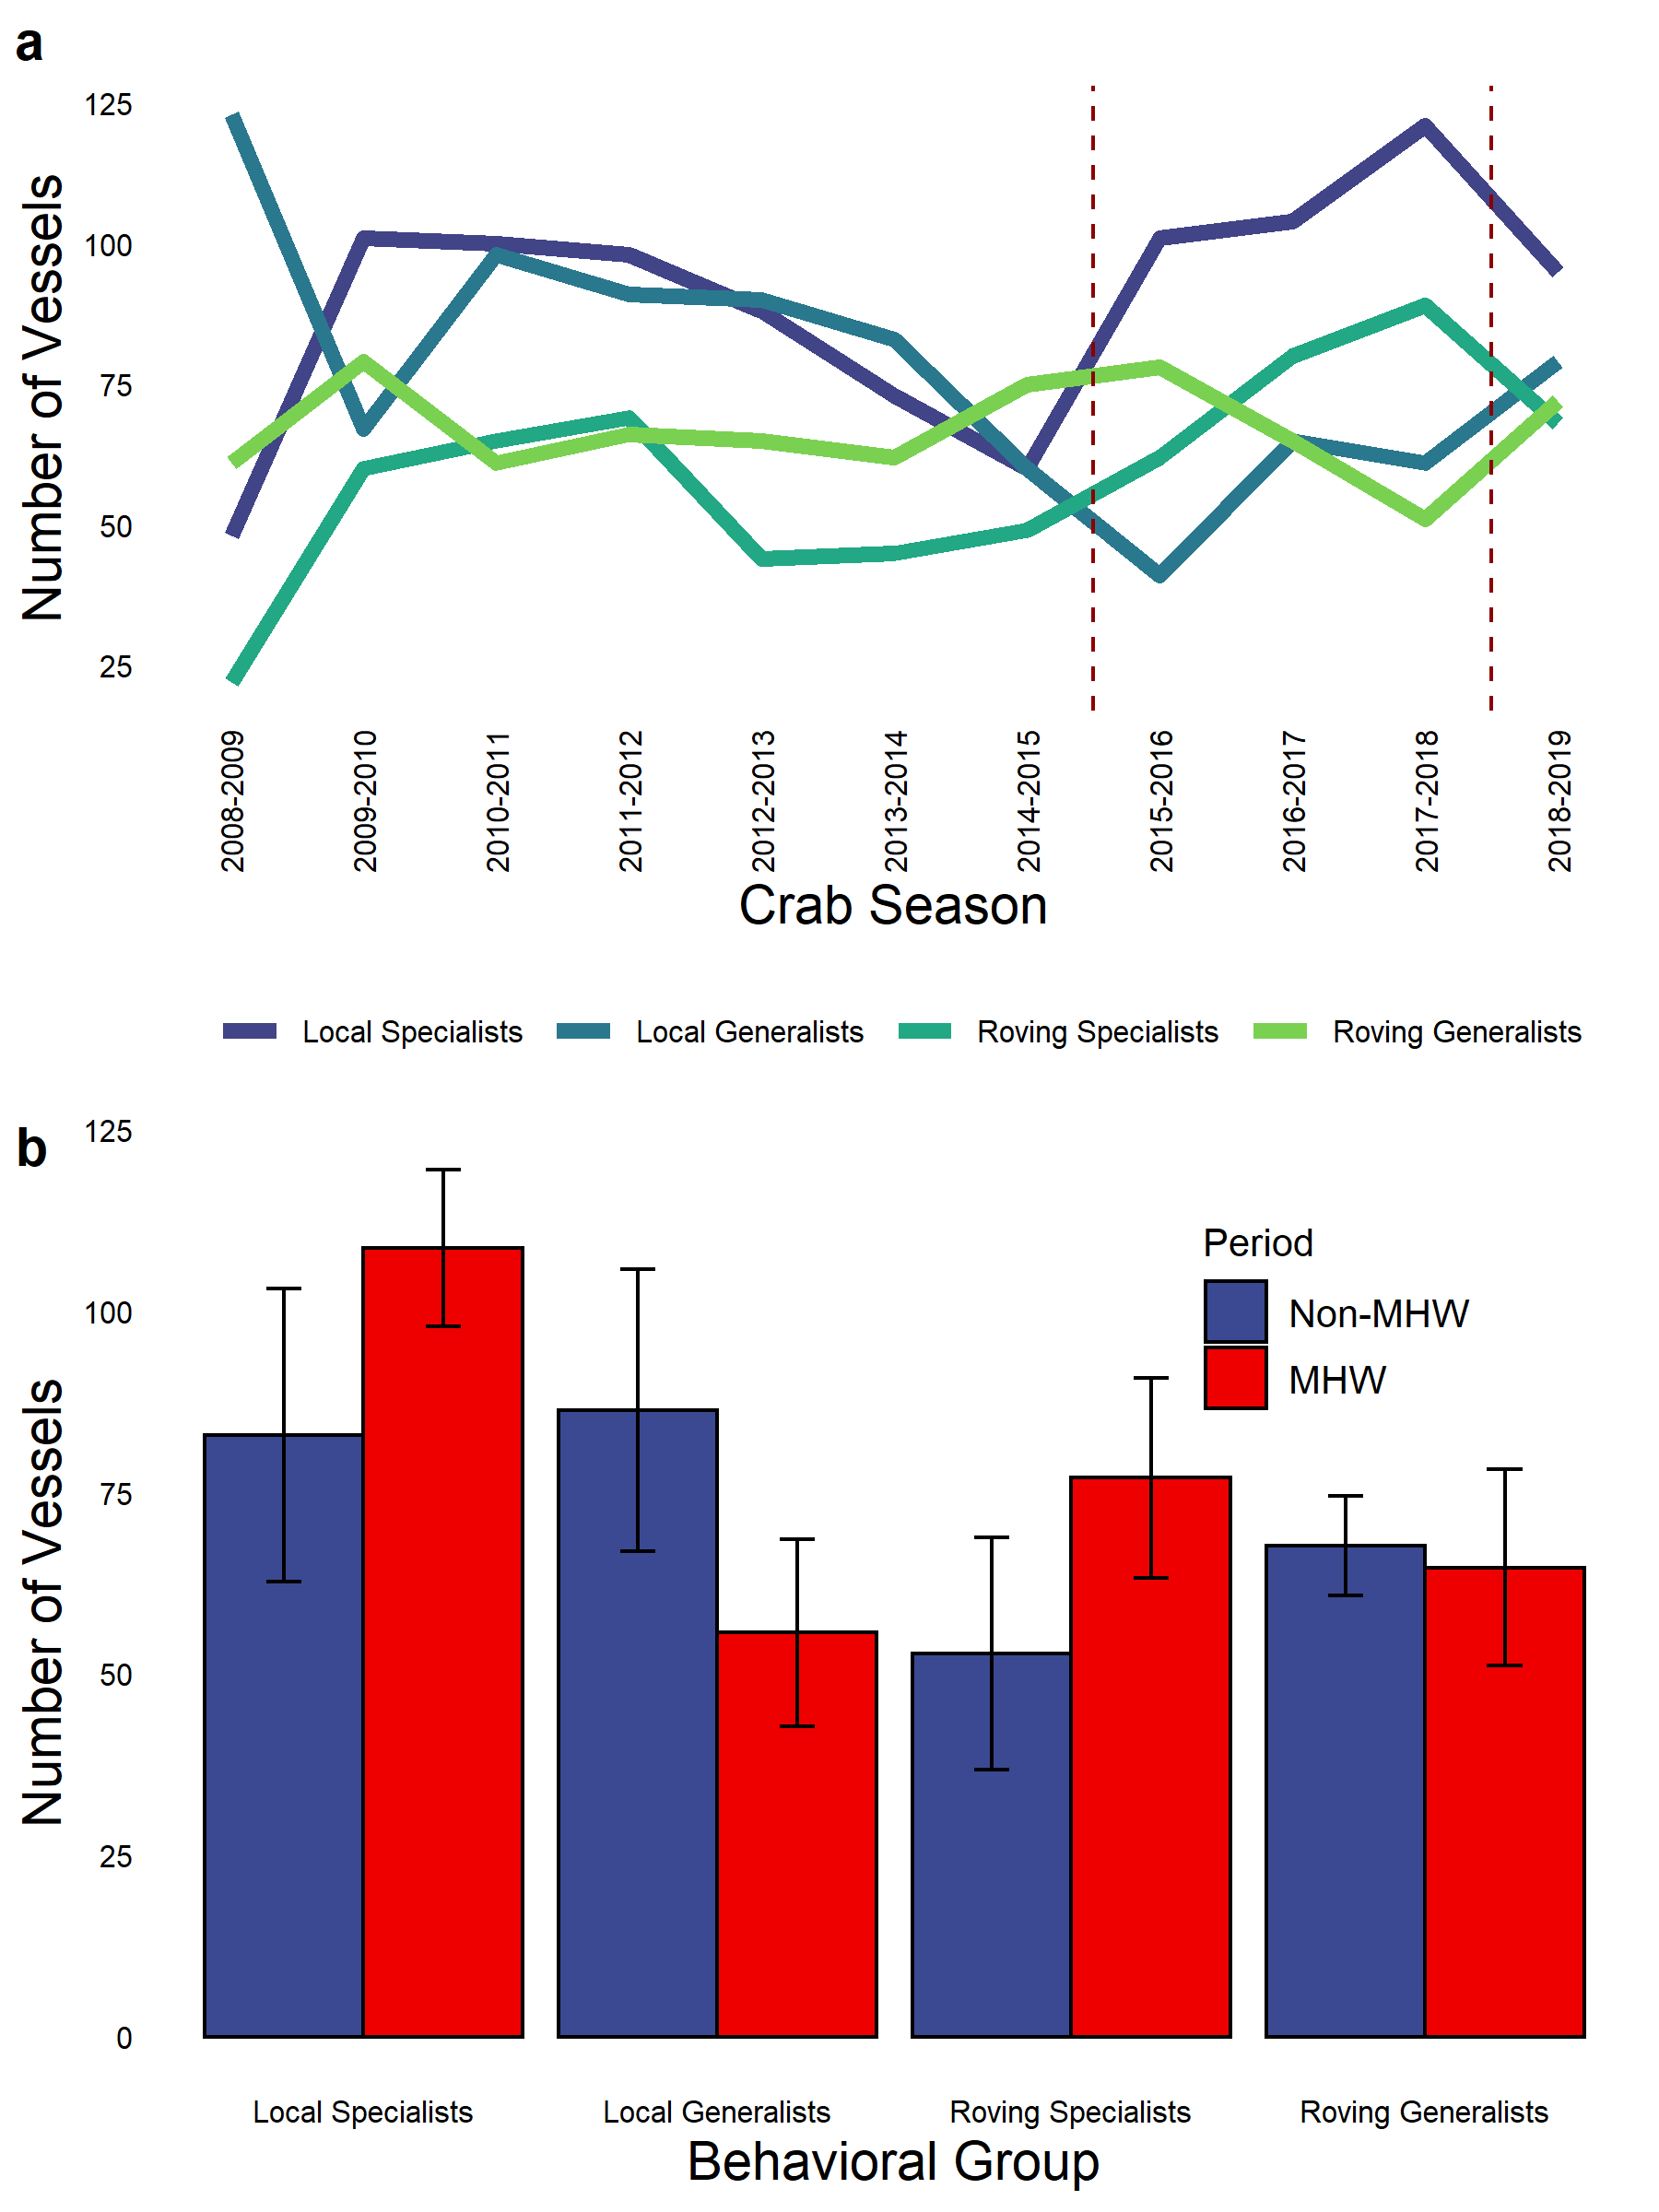 a
Number of Vessels
125
100
75
50
25
2008-2009
2009-2010
2010-2011
2011-2012
2012-2013
2013-2014
2014-2015
2015-2016
2016-2017
2017-2018
2018-2019
Crab Season
Local Specialists
Local Generalists
Roving Specialists
Roving Generalists
b
Number of Vessels
125
100
75
50
25
0
Period
Non-MHW
MHW
Local Specialists
Local Generalists
Roving Specialists
Roving Generalists
Behavioral Group